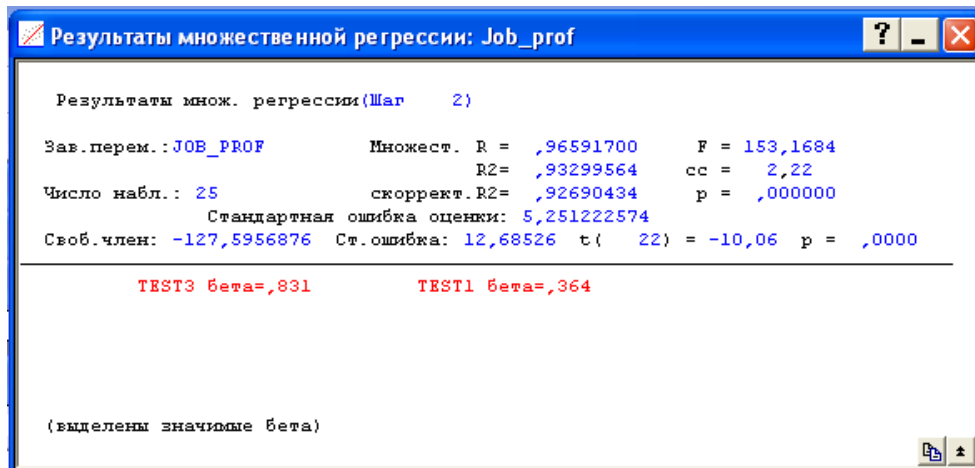 Результаты множественной регрессии: Job_prof
Результаты множ. регрессии(Шаг 2)
Зав.перем.:JOB_PROF Множест. R = ,96591700 F = 153,1684
R2= ,93299564 сс = 2,22
Число набл.: 25 скоррект.R2= ,92690434 p = ,000000
Стандартная ошибка оценки: 5,251222574
Своб.член: -127,5956876 Ст.ошибка: 12,68526 t( 22) = -10,06 p = ,0000
TEST3 бета=,831 TEST1 бета=,364
(выделены значимые бета)